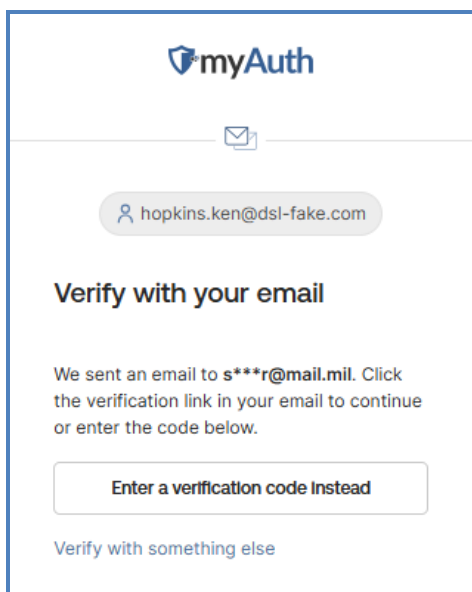 myAuth
hopkins.ken@dsl-fake.com
Verify with your email
We sent an email to s***r@mail.mil. Click
the verification link in your email to continue
or enter the code below.
Enter a verification code instead
Verify with something else